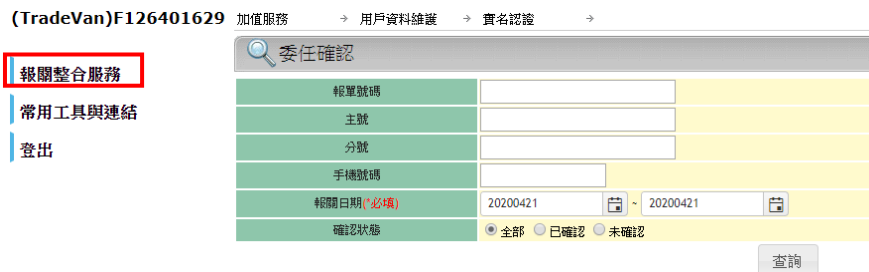 (TradeVan)F126401629 加值服務 → 用戶資料維護 → 實名認證 →
委任確認
報關整合服務
常用工具與連結
登出
報單號碼
主號
分號
手機號碼
報關日期(*必填) 20200421 ~ 20200421
確認狀態 全部 已確認 未確認
查詢